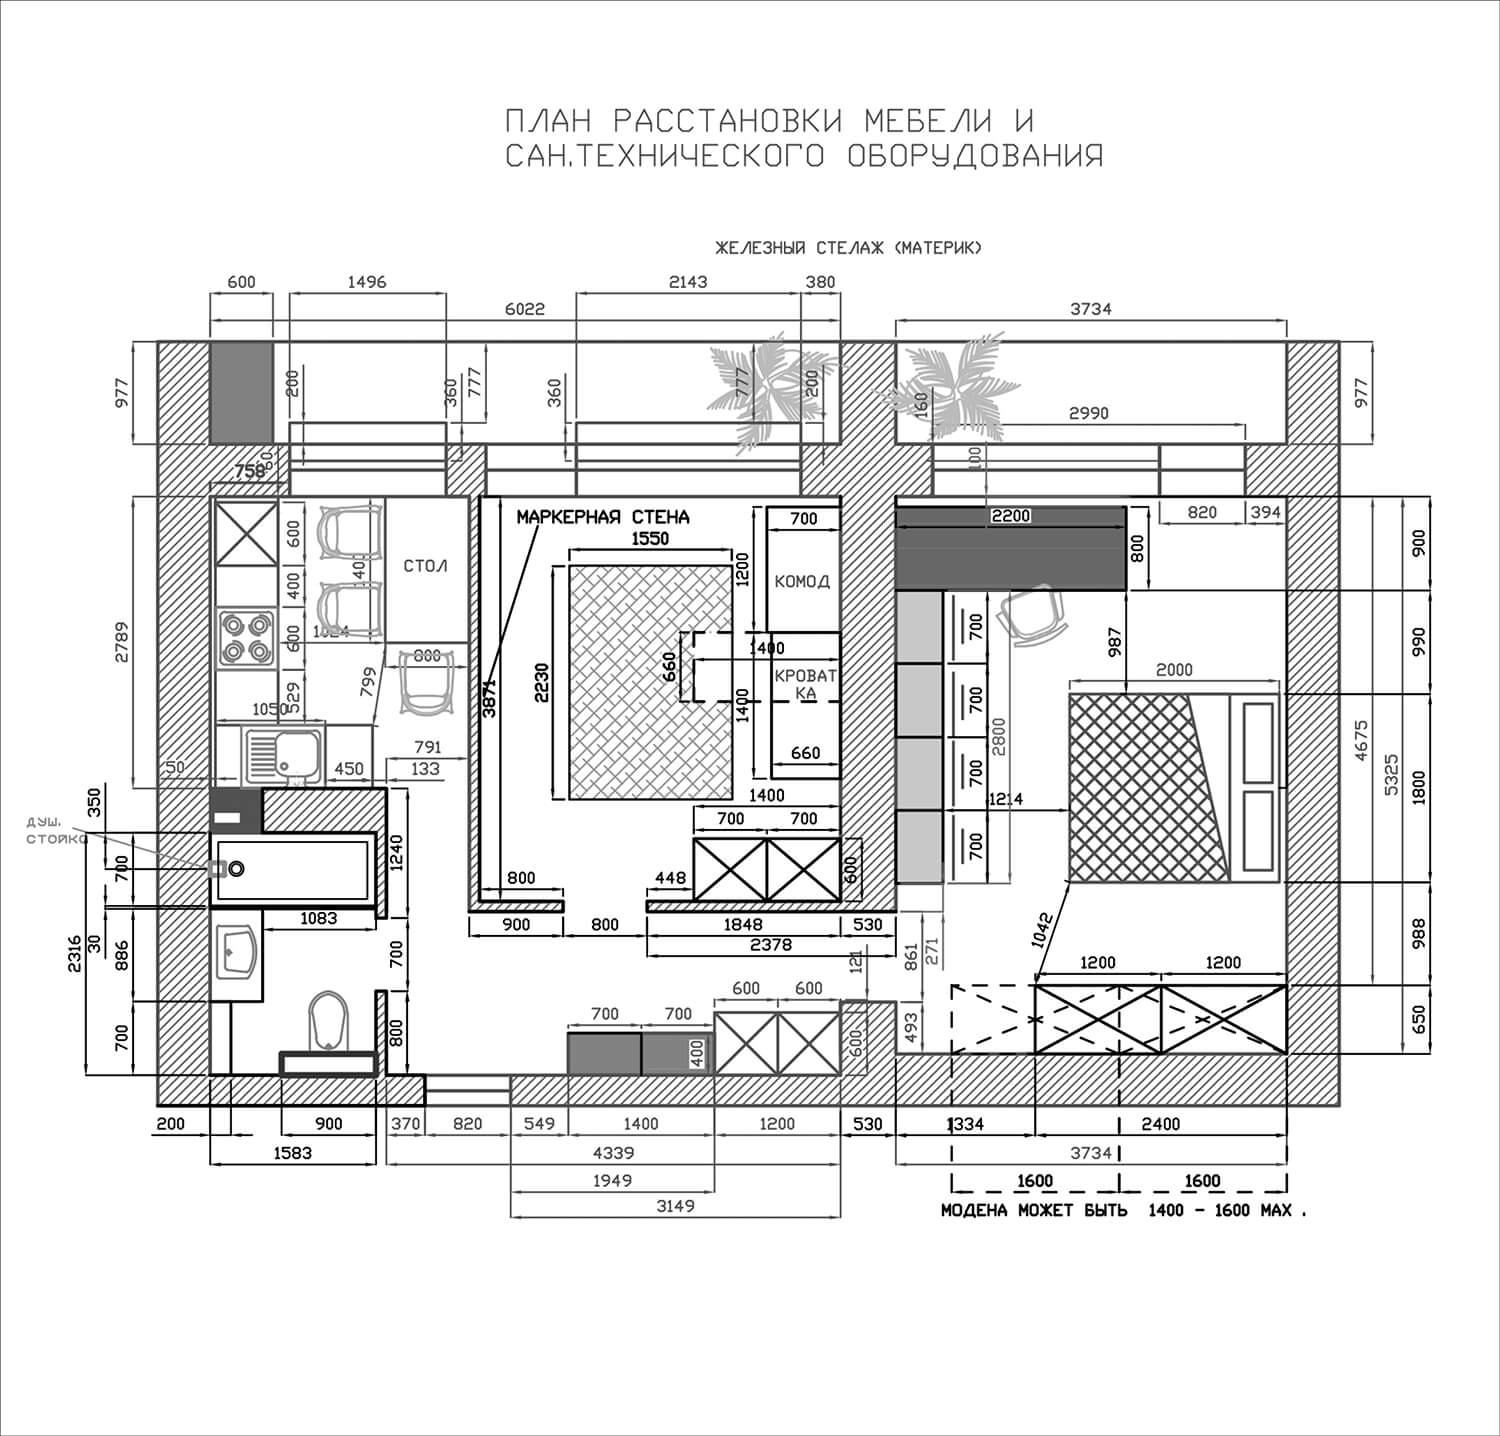 ПЛАН РАССТАНОВКИ МЕБЕЛИ И
САН.ТЕХНИЧЕСКОГО ОБОРУДОВАНИЯ
ЖЕЛЕЗНЫЙ СТЕЛАЖ (МАТЕРИК)
600 1496 2143 380
6022 3734
977 200 360 777 360 777 200 160 2990 977
758 60 100
МАРКЕРНАЯ СТЕНА 700 2200 820 394
600 1550 800 900
СТОЛ 1200 КОМОД
400
2789 600 700 987 990
800 660 1400 КРОВАТ
КА
799 2230 1400 2000
529 3871 700 4675
1050 2800 5325
791 660 700
50 450 133 1400 1214 1800
350 700 700 700
ДУШ.
СТОЙКО
700 1240 800 448 600
1083 900 800 1848 530 1042
2378
2316 30 886 700 121 861 271 988
600 600 1200 1200
700 800 700 700 400 600 493 650
200 900 370 820 549 1400 1200 530 1334 2400
1583 4339 3734
1949 1600 1600
3149
МОДЕНА МОЖЕТ БЫТЬ 1400 - 1600 MAX .